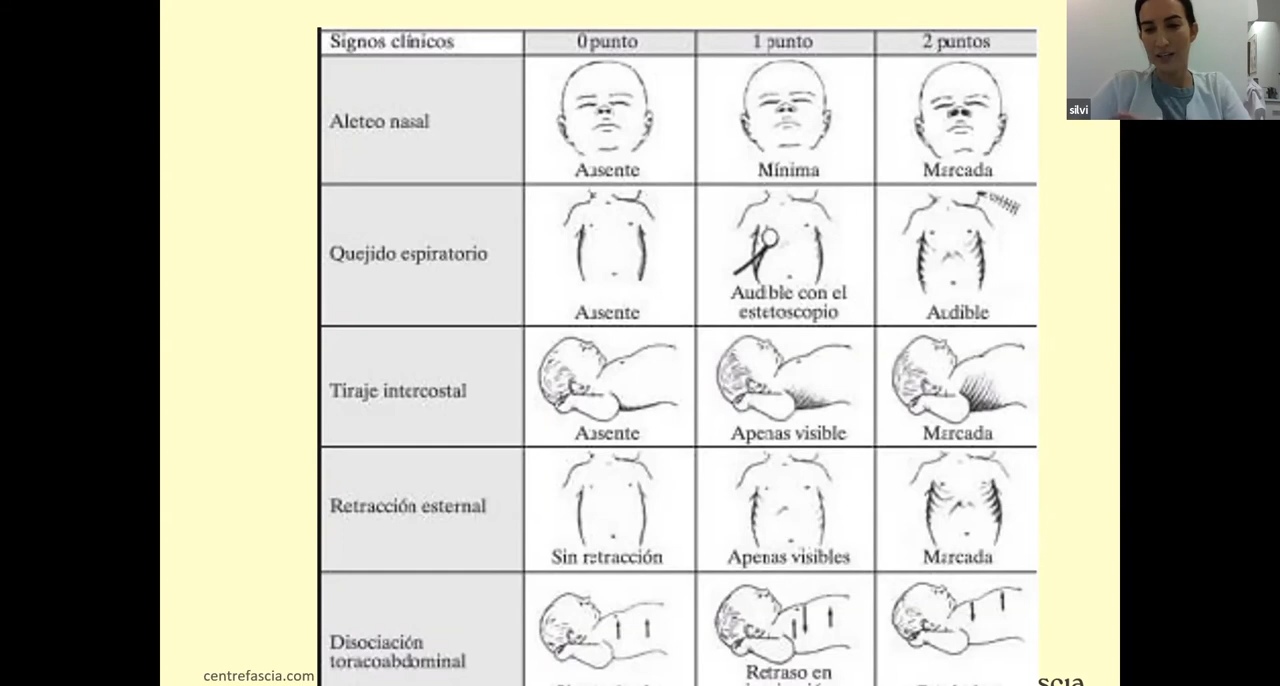 silvi
Signos clínicos 0 punto 1 punto 2 puntos
Aleteo nasal
Ausente Mínima Marcada
Quejido espiratorio
Audible con el
Ausente estetoscopio Audible
Tiraje intercostal
Ausente Apenas visible Marcada
Retracción esternal
Sin retracción Apenas visibles Marcada
Disociación
toracoabdominal
Retraso en
centrefascia.com